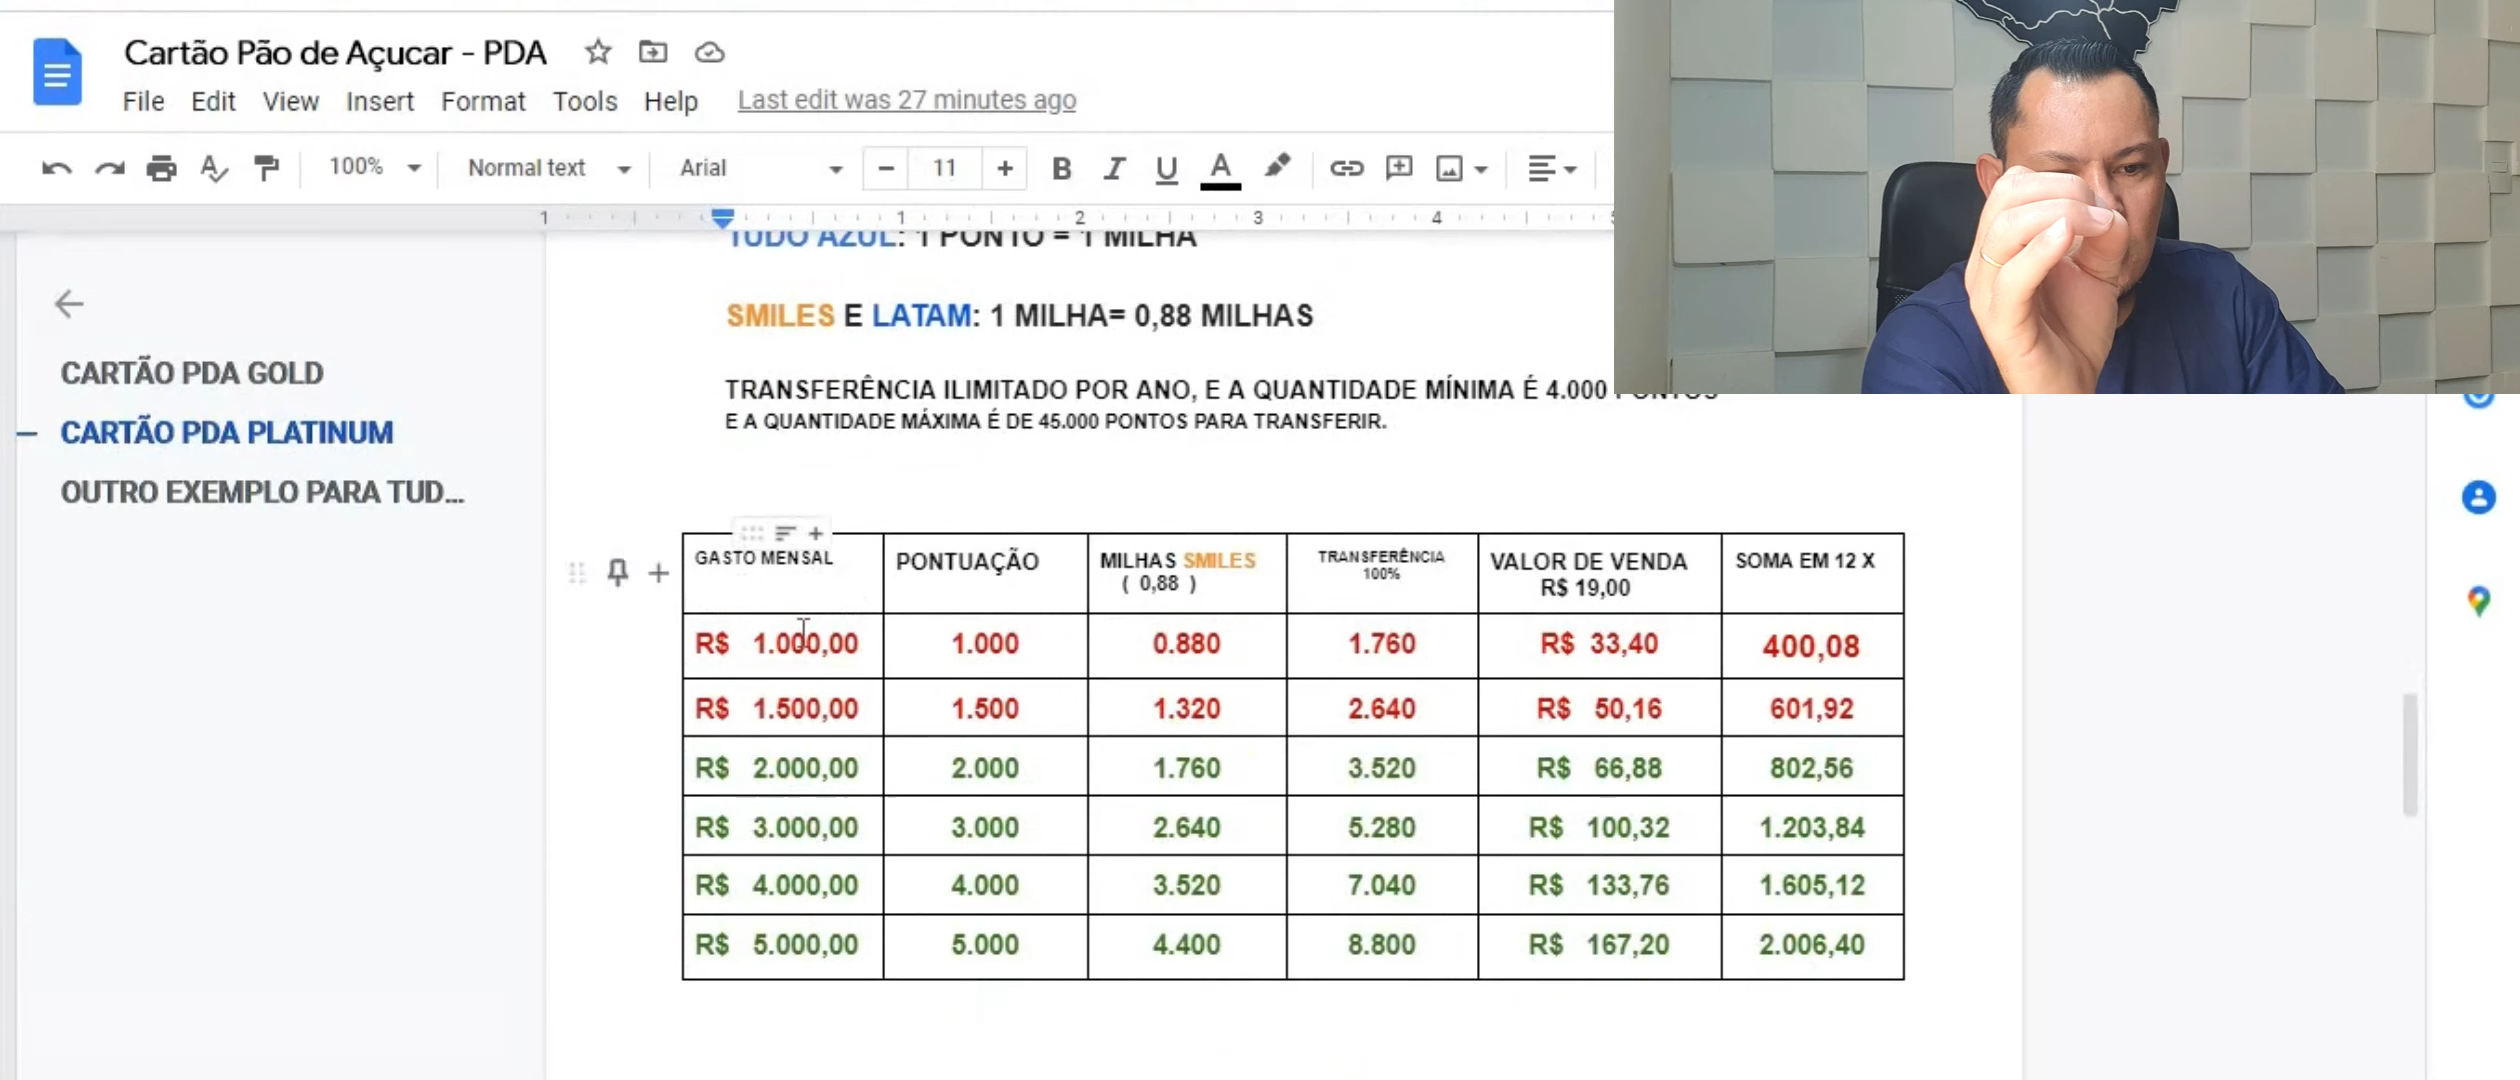 Cartão Pão de Açucar - PDA
File Edit View Insert Format Tools Help Last edit was 27 minutes ago
100% Normal text Arial 11 B I U A
1 1 2 3 4
TUDO AZUL: 1 PONTO = 1 MILHA
SMILES E LATAM: 1 MILHA= 0,88 MILHAS
TRANSFERÊNCIA ILIMITADO POR ANO, E A QUANTIDADE MÍNIMA É 4.000 PONTOS
E A QUANTIDADE MÁXIMA É DE 45.000 PONTOS PARA TRANSFERIR.
CARTÃO PDA GOLD
CARTÃO PDA PLATINUM
OUTRO EXEMPLO PARA TUD...
GASTO MENSAL PONTUAÇÃO MILHAS SMILES TRANSFERÊNCIA VALOR DE VENDA SOMA EM 12 X
( 0,88 ) 100% R$ 19,00
R$ 1.000,00 1.000 0.880 1.760 R$ 33,40 400,08
R$ 1.500,00 1.500 1.320 2.640 R$ 50,16 601,92
R$ 2.000,00 2.000 1.760 3.520 R$ 66,88 802,56
R$ 3.000,00 3.000 2.640 5.280 R$ 100,32 1.203,84
R$ 4.000,00 4.000 3.520 7.040 R$ 133,76 1.605,12
R$ 5.000,00 5.000 4.400 8.800 R$ 167,20 2.006,40